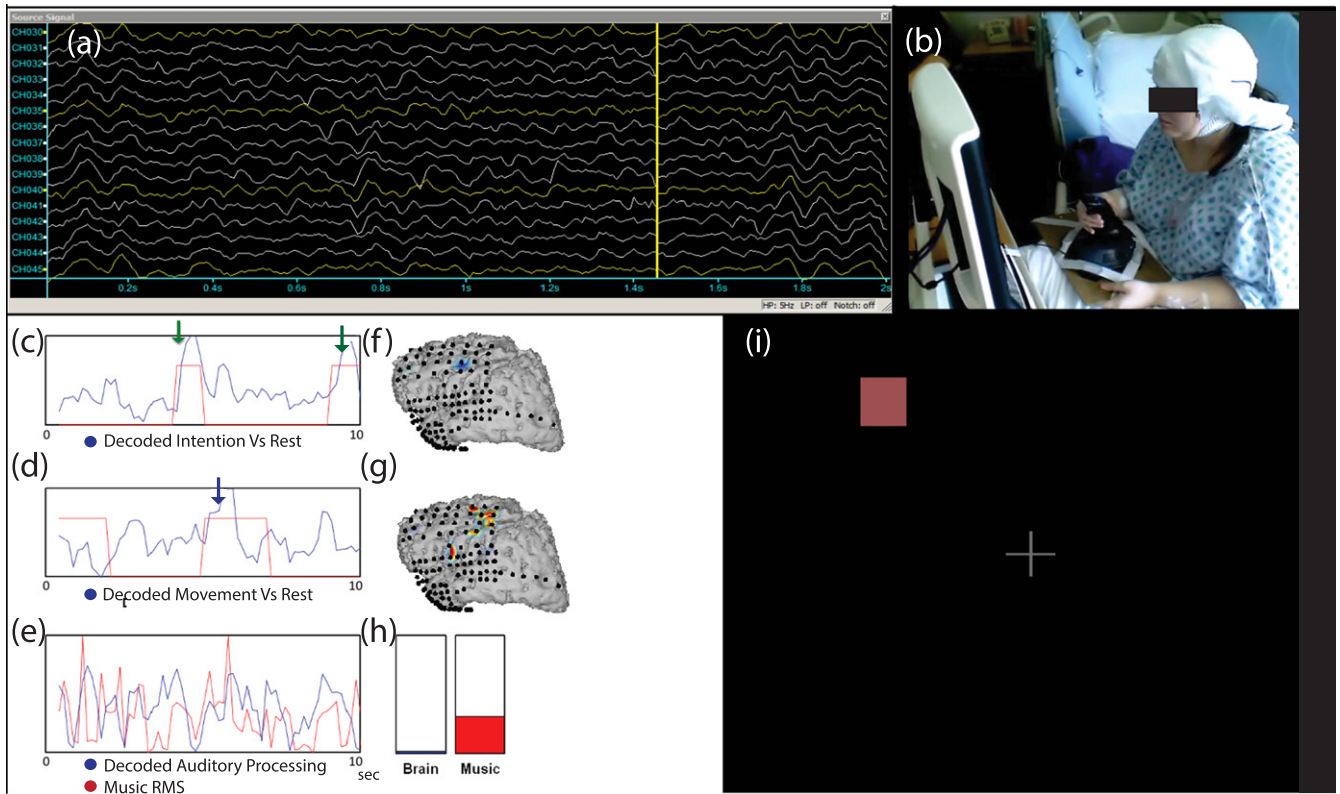 Source Signal
(a)
CH030
CH031
CH032
CH033
CH034
CH035
CH036
CH037
CH038
CH039
CH040
CH041
CH042
CH043
CH044
CH045
0.2s 0.4s 0.6s 0.8s 1s 1.2s 1.4s 1.6s 1.8s 2s
HP: 5Hz LP: off Notch: off
(b)
(c)
0 10
Decoded Intention Vs Rest
(f)
(d)
0 10
Decoded Movement Vs Rest
(g)
(e)
0 10
sec
Decoded Auditory Processing
Music RMS
(h)
Brain Music
(i)